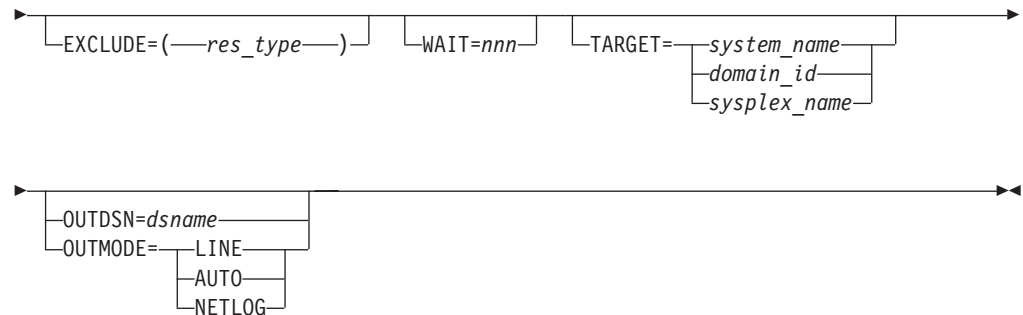 EXCLUDE=( res_type ) WAIT=nnn TARGET= system_name
domain_id
sysplex_name
OUTDSN=dsname
OUTMODE= LINE
AUTO
NETLOG